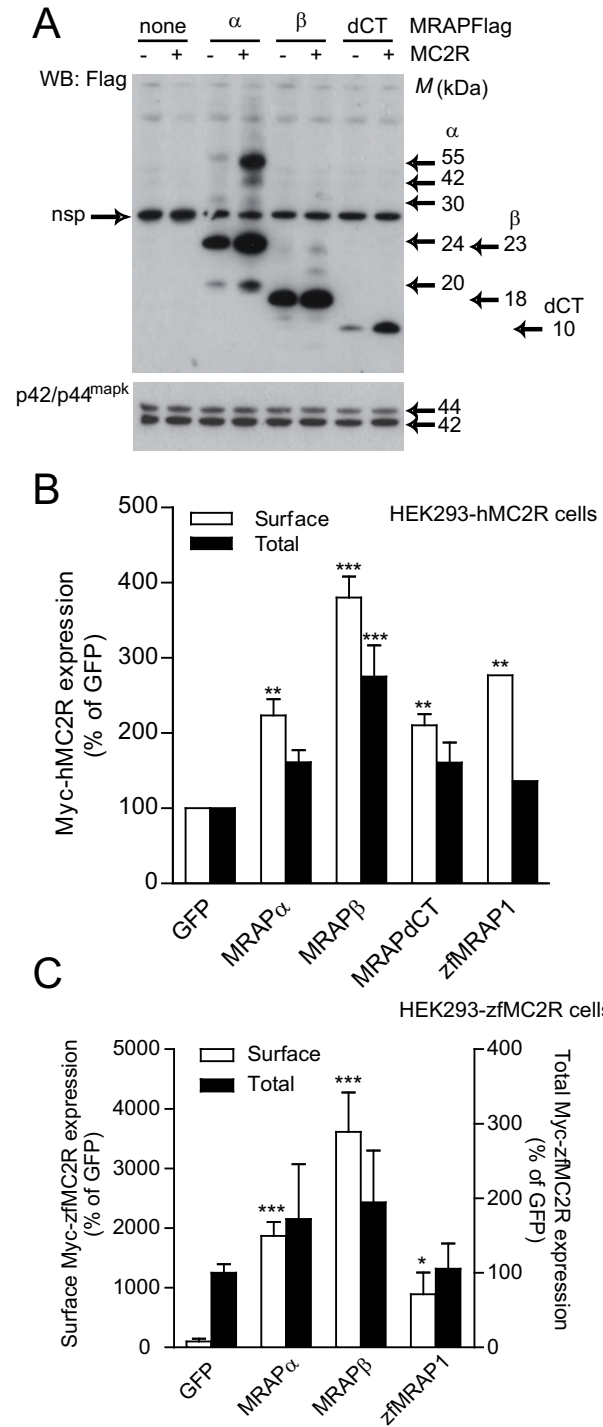 A
none α β dCT MRAPFlag
- + - + - + - + MC2R
WB: Flag
M (kDa)
α
55
42
30
nsp
β
24 23
20
18
dCT
10
p42/p44mapk
44
42
B
HEK293-hMC2R cells
Surface
Total
Myc-hMC2R expression
(% of GFP)
500
400
300
200
100
0
**
***
***
**
**
GFP
MRAPα
MRAPβ
MRAPdCT
zfMRAP1
C
HEK293-zfMC2R cells
Surface
Total
Surface Myc-zfMC2R expression
(% of GFP)
5000
4000
3000
2000
1000
0
***
***
*
400
300
200
100
0
Total Myc-zfMC2R expression
(% of GFP)
GFP
MRAPα
MRAPβ
zfMRAP1